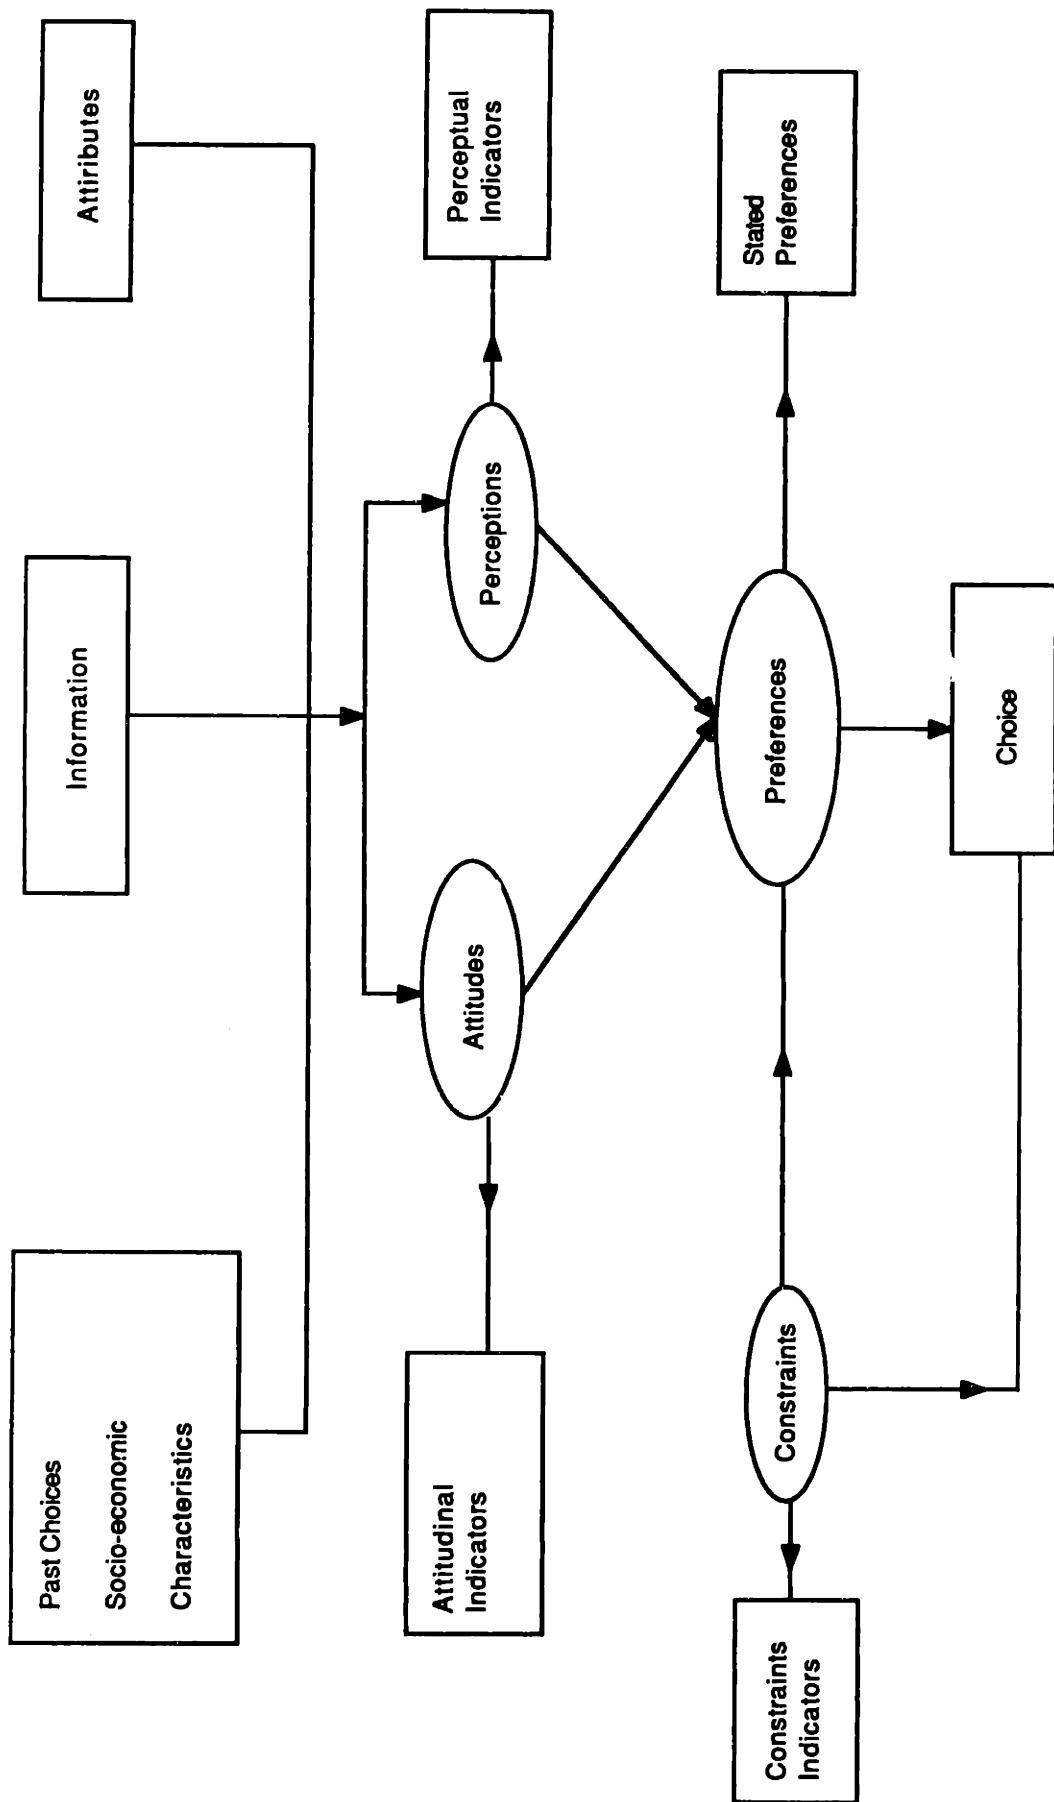 Past Choices
Socio-economic
Characteristics
Information
Attiributes
Attitudinal
Indicators
Attitudes
Perceptions
Perceptual
Indicators
Constraints
Indicators
Constraints
Preferences
Stated
Preferences
Choice